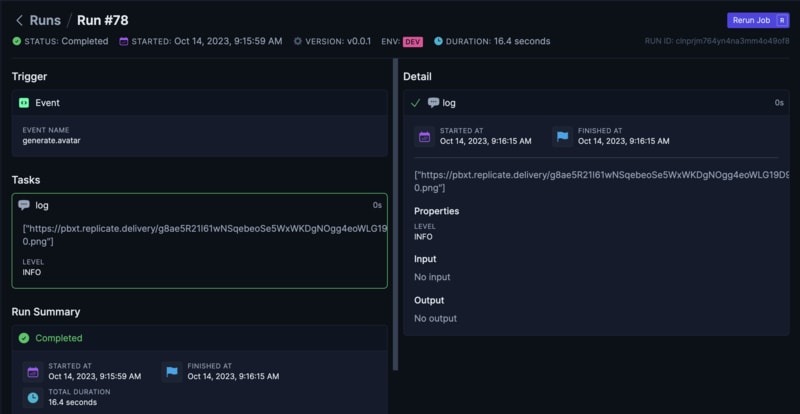 Runs / Run #78
Rerun Job R
STATUS: Completed STARTED: Oct 14, 2023, 9:15:59 AM VERSION: v0.0.1 ENV: DEV DURATION: 16.4 seconds
RUN ID: clnprjm764yn4na3mm4o49of8
Trigger
Event
EVENT NAME
generate.avatar
Tasks
log 0s
["https://pbxt.replicate.delivery/g8ae5R21I61wNSqebeoSe5WxWKDgNOgg4eoWLG19
0.png"]
LEVEL
INFO
Run Summary
Completed
STARTED AT
Oct 14, 2023, 9:15:59 AM
FINISHED AT
Oct 14, 2023, 9:16:15 AM
TOTAL DURATION
16.4 seconds
Detail
log 0s
STARTED AT
Oct 14, 2023, 9:16:15 AM
FINISHED AT
Oct 14, 2023, 9:16:15 AM
["https://pbxt.replicate.delivery/g8ae5R21I61wNSqebeoSe5WxWKDgNOgg4eoWLG19D9
0.png"]
Properties
LEVEL
INFO
Input
No input
Output
No output